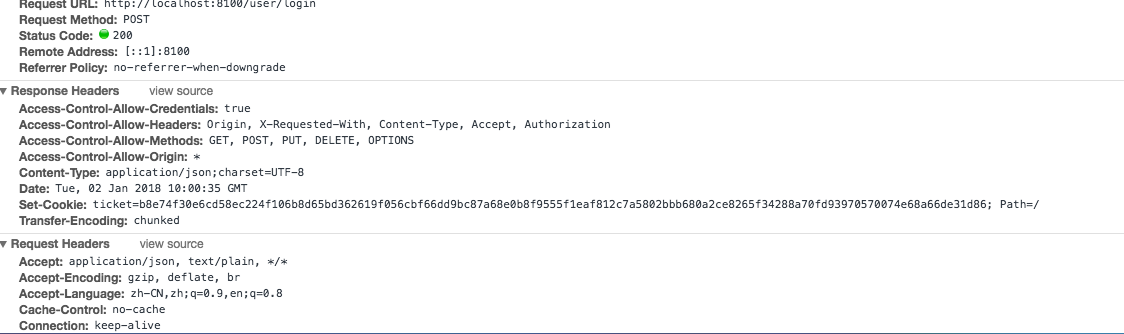 Request URL: http://localhost:8100/user/login
Request Method: POST
Status Code: 200
Remote Address: [::1]:8100
Referrer Policy: no-referrer-when-downgrade
Response Headers view source
Access-Control-Allow-Credentials: true
Access-Control-Allow-Headers: Origin, X-Requested-With, Content-Type, Accept, Authorization
Access-Control-Allow-Methods: GET, POST, PUT, DELETE, OPTIONS
Access-Control-Allow-Origin: *
Content-Type: application/json;charset=UTF-8
Date: Tue, 02 Jan 2018 10:00:35 GMT
Set-Cookie: ticket=b8e74f30e6cd58ec224f106b8d65bd362619f056cbf66dd9bc87a68e0b8f9555f1eaf812c7a5802bbb680a2ce8265f34288a70fd93970570074e68a66de31d86; Path=/
Transfer-Encoding: chunked
Request Headers view source
Accept: application/json, text/plain, */*
Accept-Encoding: gzip, deflate, br
Accept-Language: zh-CN,zh;q=0.9,en;q=0.8
Cache-Control: no-cache
Connection: keep-alive